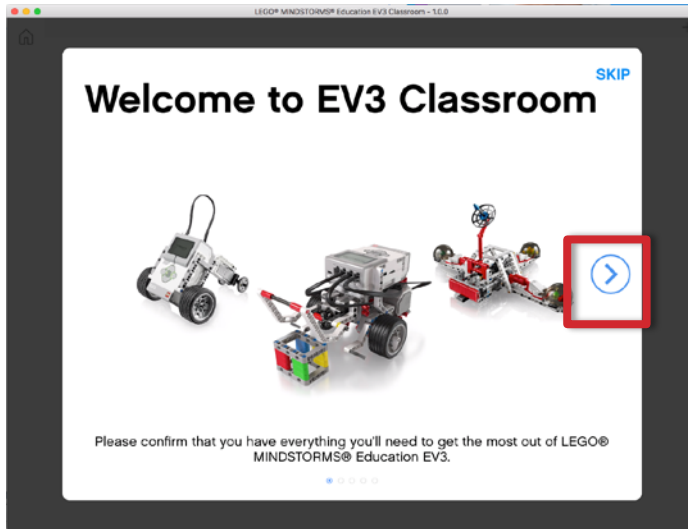 LEGO® MINDSTORMS® Education EV3 Classroom - 1.0.0
SKIP
Welcome to EV3 Classroom
Please confirm that you have everything you'll need to get the most out of LEGO®
MINDSTORMS® Education EV3.